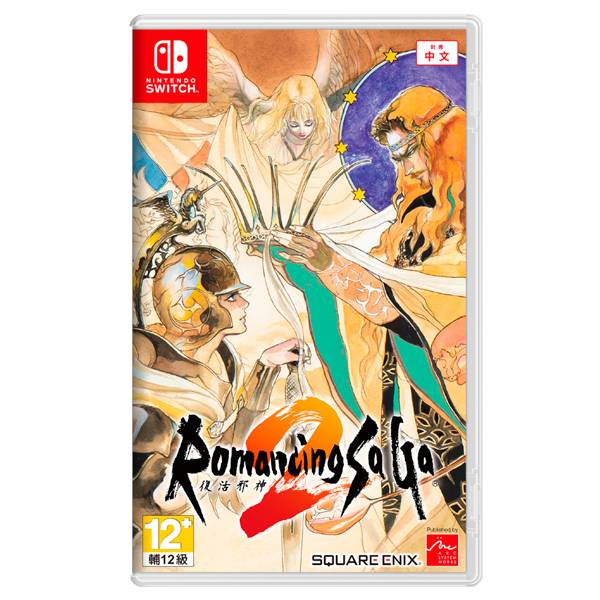 NINTENDO
SWITCH™
對應
中文
Romancing SaGa 2
復活邪神
12+
輔12級
SQUARE ENIX.
Published by
ARC
SYSTEM
WORKS